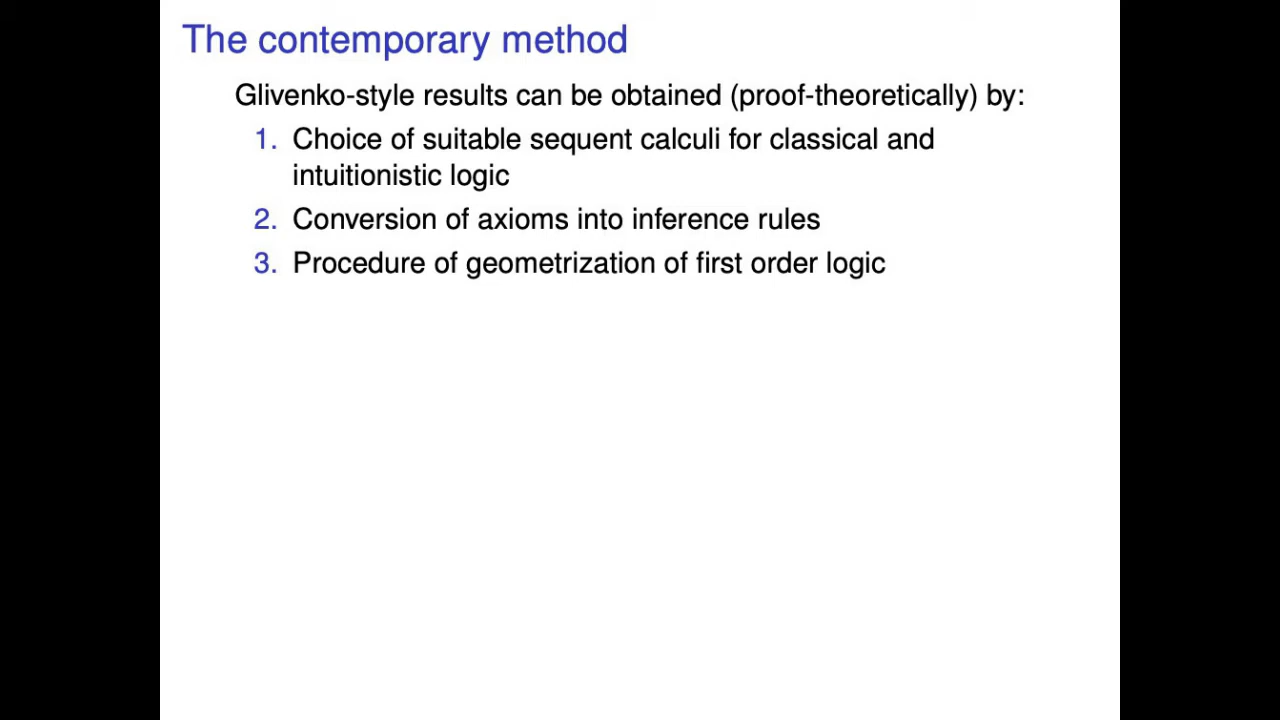 The contemporary method
Glivenko-style results can be obtained (proof-theoretically) by:
1. Choice of suitable sequent calculi for classical and
intuitionistic logic
2. Conversion of axioms into inference rules
3. Procedure of geometrization of first order logic